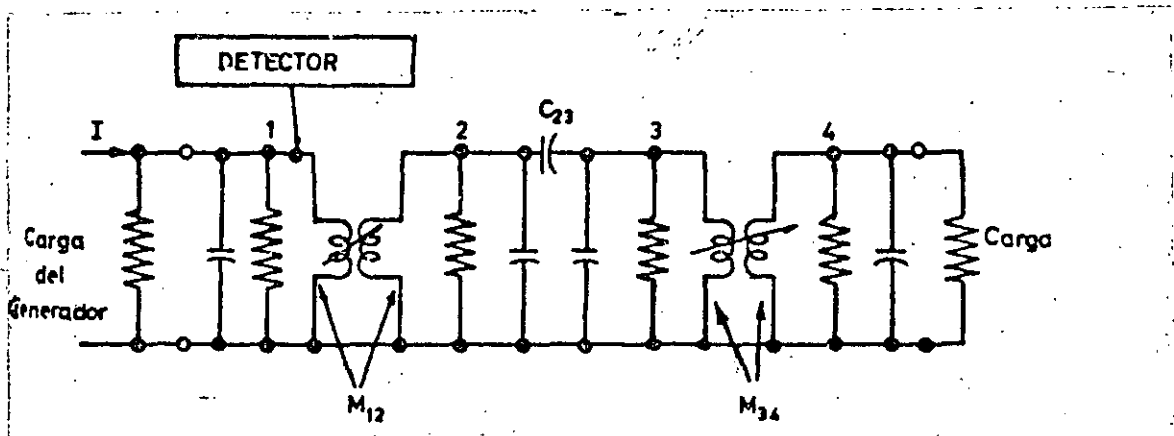 DETECTOR
I
1
2
C23
3
4
Carga
del
Generador
Carga
M12
M34